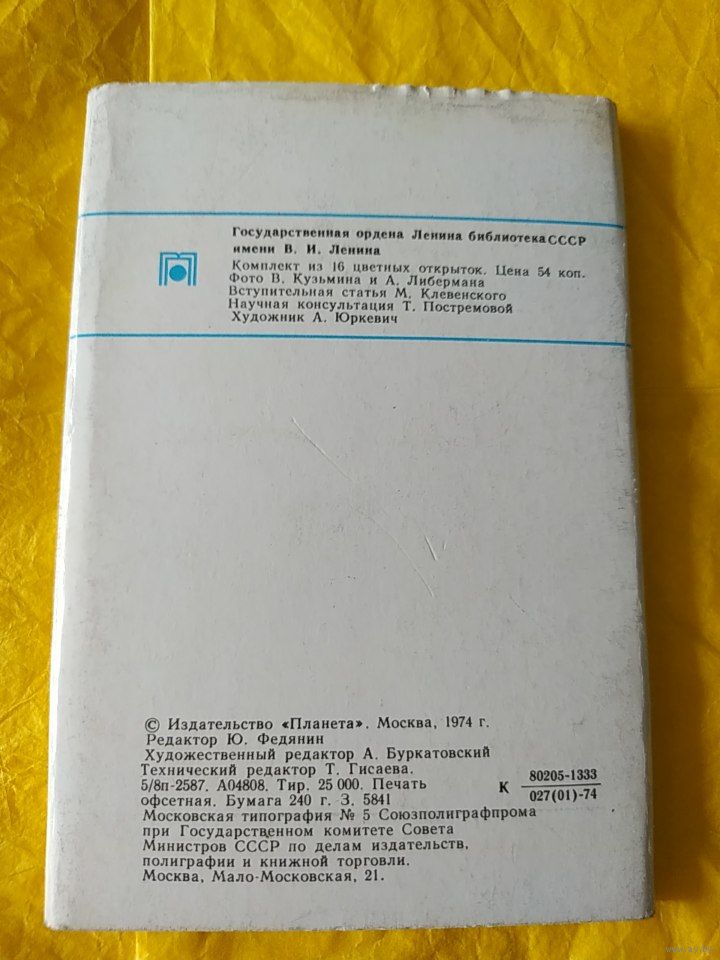 Государственная ордена Ленина библиотека СССР
имени В. И. Ленина
Комплект из 16 цветных открыток. Цена 54 коп.
Фото В. Кузьмина и А. Либермана
Вступительная статья М. Клевенского
Научная консультация Т. Постремовой
Художник А. Юркевич
© Издательство «Планета». Москва, 1974 г.
Редактор Ю. Федянин
Художественный редактор А. Буркатовский
Технический редактор Т. Гисаева.
5/8п-2587. А04808. Тир. 25 000. Печать
офсетная. Бумага 240 г. З. 5841
К 80205-1333
027(01)-74
Московская типография № 5 Союзполиграфпрома
при Государственном комитете Совета
Министров СССР по делам издательств,
полиграфии и книжной торговли.
Москва, Мало-Московская, 21.